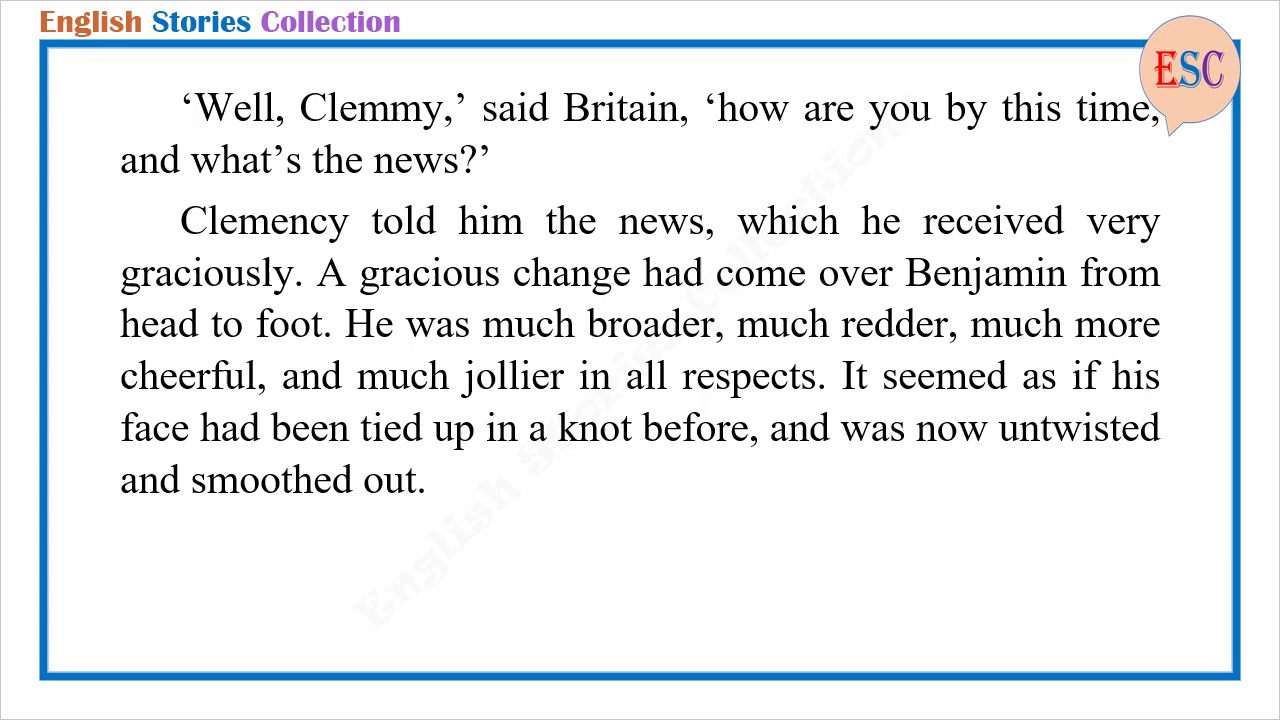 English Stories Collection
ESC
‘Well, Clemmy,’ said Britain, ‘how are you by this time,
and what’s the news?’
Clemency told him the news, which he received very
graciously. A gracious change had come over Benjamin from
head to foot. He was much broader, much redder, much more
cheerful, and much jollier in all respects. It seemed as if his
face had been tied up in a knot before, and was now untwisted
and smoothed out.
English Stories Collection